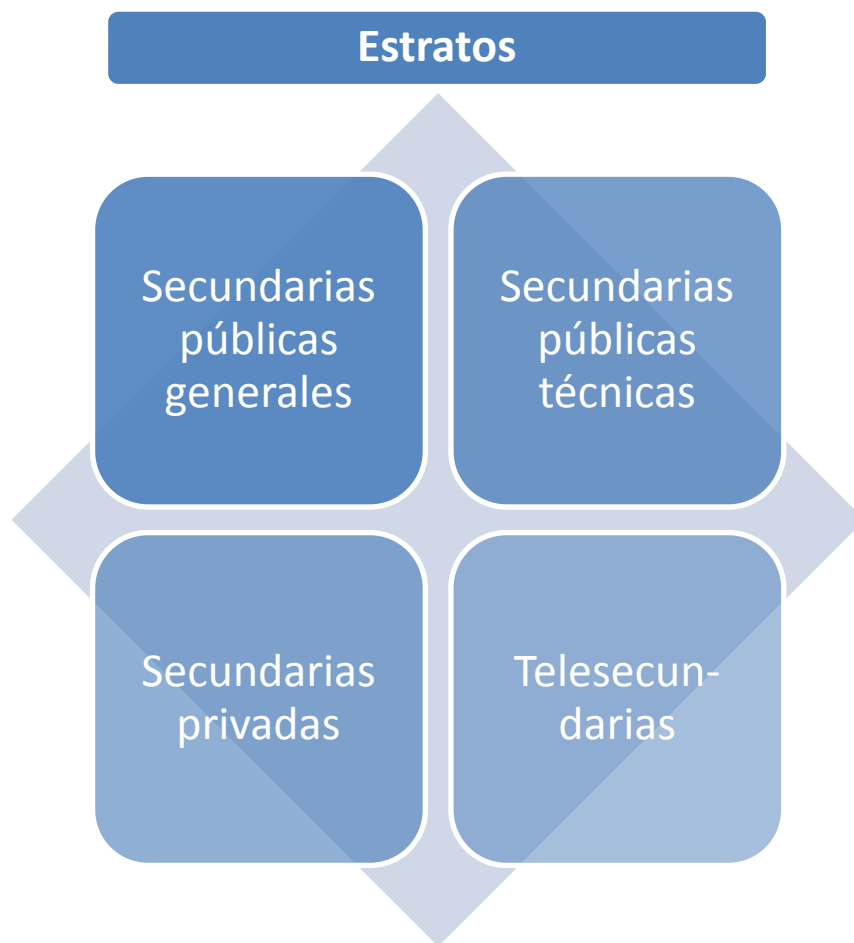 Estratos
Secundarias
públicas
generales
Secundarias
públicas
técnicas
Secundarias
privadas
Telesecun-
darias